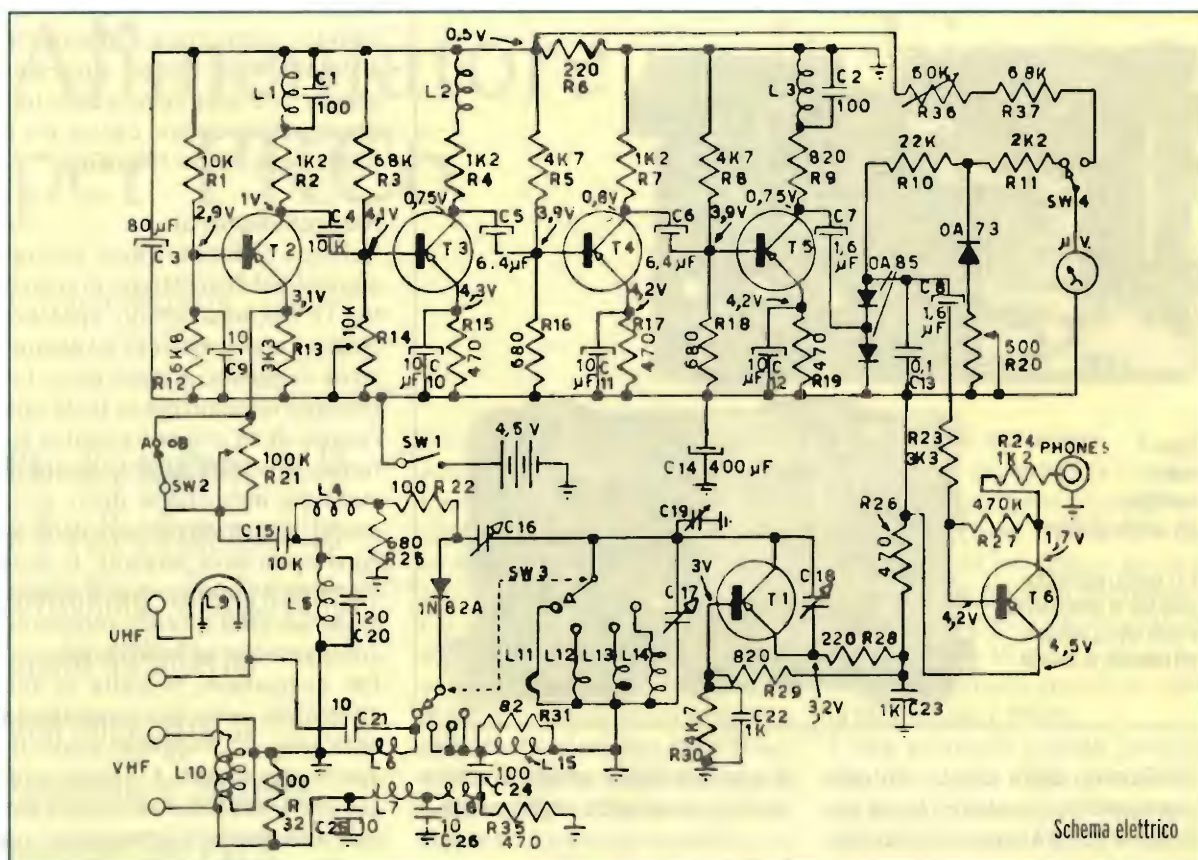 0,5V
220
R6
L1
C1
100
L2
L3
C2
100
60K
R36
68K
R37
10K
R1
1K2
R2
68K
R3
1K2
R4
4K7
R5
1K2
R7
4K7
R8
820
R9
22K
R10
2K2
R11
SW4
80µF
C3
2,9V
1V
T2
C4
10K
4,1V
0,75V
T3
C5
6.4µF
3,9V
0,8V
T4
C6
6,4µF
3,9V
0,75V
T5
C7
1,6
µF
OA85
OA73
C8
1,6
µF
µV.
3,1V
4,3V
4,2V
4,2V
6K8
R12
C9
10
3K3
R13
10K
R14
10
µF
C
10
R15
470
680
R16
10
µF
C
11
R17
470
680
R18
10
µF
C
12
470
R19
0,1
C13
500
R20
A
B
SW2
100K
R21
SW1
4,5V
C14
400µF
R23
3K3
R24
1K2
PHONES
C15
10K
L4
100
R22
680
R25
C16
C19
R26
470
470K
R27
1,7V
L9
UHF
L5
120
C20
1N82A
SW3
3V
C17
T1
C18
4,2V
T6
4,5V
L11
L12
L13
L14
820
R29
220
R28
3,2V
VHF
L10
10
C21
L6
82
R31
L15
4K7
R30
C22
1K
1K
C23
100
R
32
C25
10
L7
C26
10
L8
100
C24
R35
470
Schema elettrico